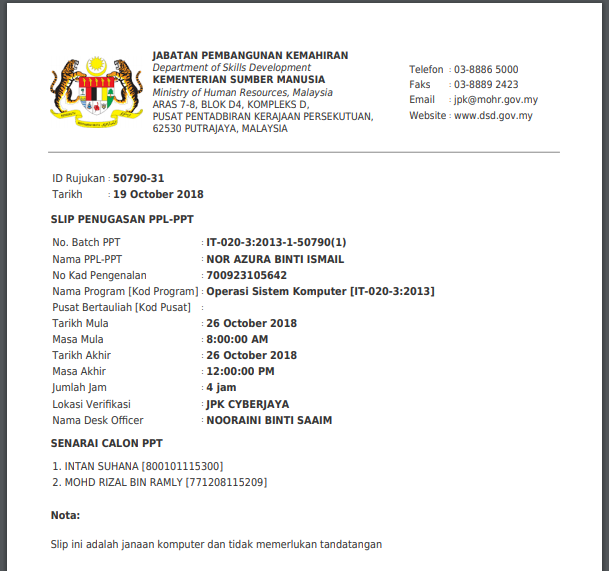 JABATAN PEMBANGUNAN KEMAHIRAN
Department of Skills Development
KEMENTERIAN SUMBER MANUSIA
Ministry of Human Resources, Malaysia
ARAS 7-8, BLOK D4, KOMPLEKS D,
PUSAT PENTADBIRAN KERAJAAN PERSEKUTUAN,
62530 PUTRAJAYA, MALAYSIA
Telefon : 03-8886 5000
Faks : 03-8889 2423
Email : jpk@mohr.gov.my
Website : www.dsd.gov.my
ID Rujukan : 50790-31
Tarikh : 19 October 2018
SLIP PENUGASAN PPL-PPT
No. Batch PPT : IT-020-3:2013-1-50790(1)
Nama PPL-PPT : NOR AZURA BINTI ISMAIL
No Kad Pengenalan : 700923105642
Nama Program [Kod Program] : Operasi Sistem Komputer [IT-020-3:2013]
Pusat Bertauliah [Kod Pusat] :
Tarikh Mula : 26 October 2018
Masa Mula : 8:00:00 AM
Tarikh Akhir : 26 October 2018
Masa Akhir : 12:00:00 PM
Jumlah Jam : 4 jam
Lokasi Verifikasi : JPK CYBERJAYA
Nama Desk Officer : NOORAINI BINTI SAAIM
SENARAI CALON PPT
1. INTAN SUHANA [800101115300]
2. MOHD RIZAL BIN RAMLY [771208115209]
Nota:
Slip ini adalah janaan komputer dan tidak memerlukan tandatangan